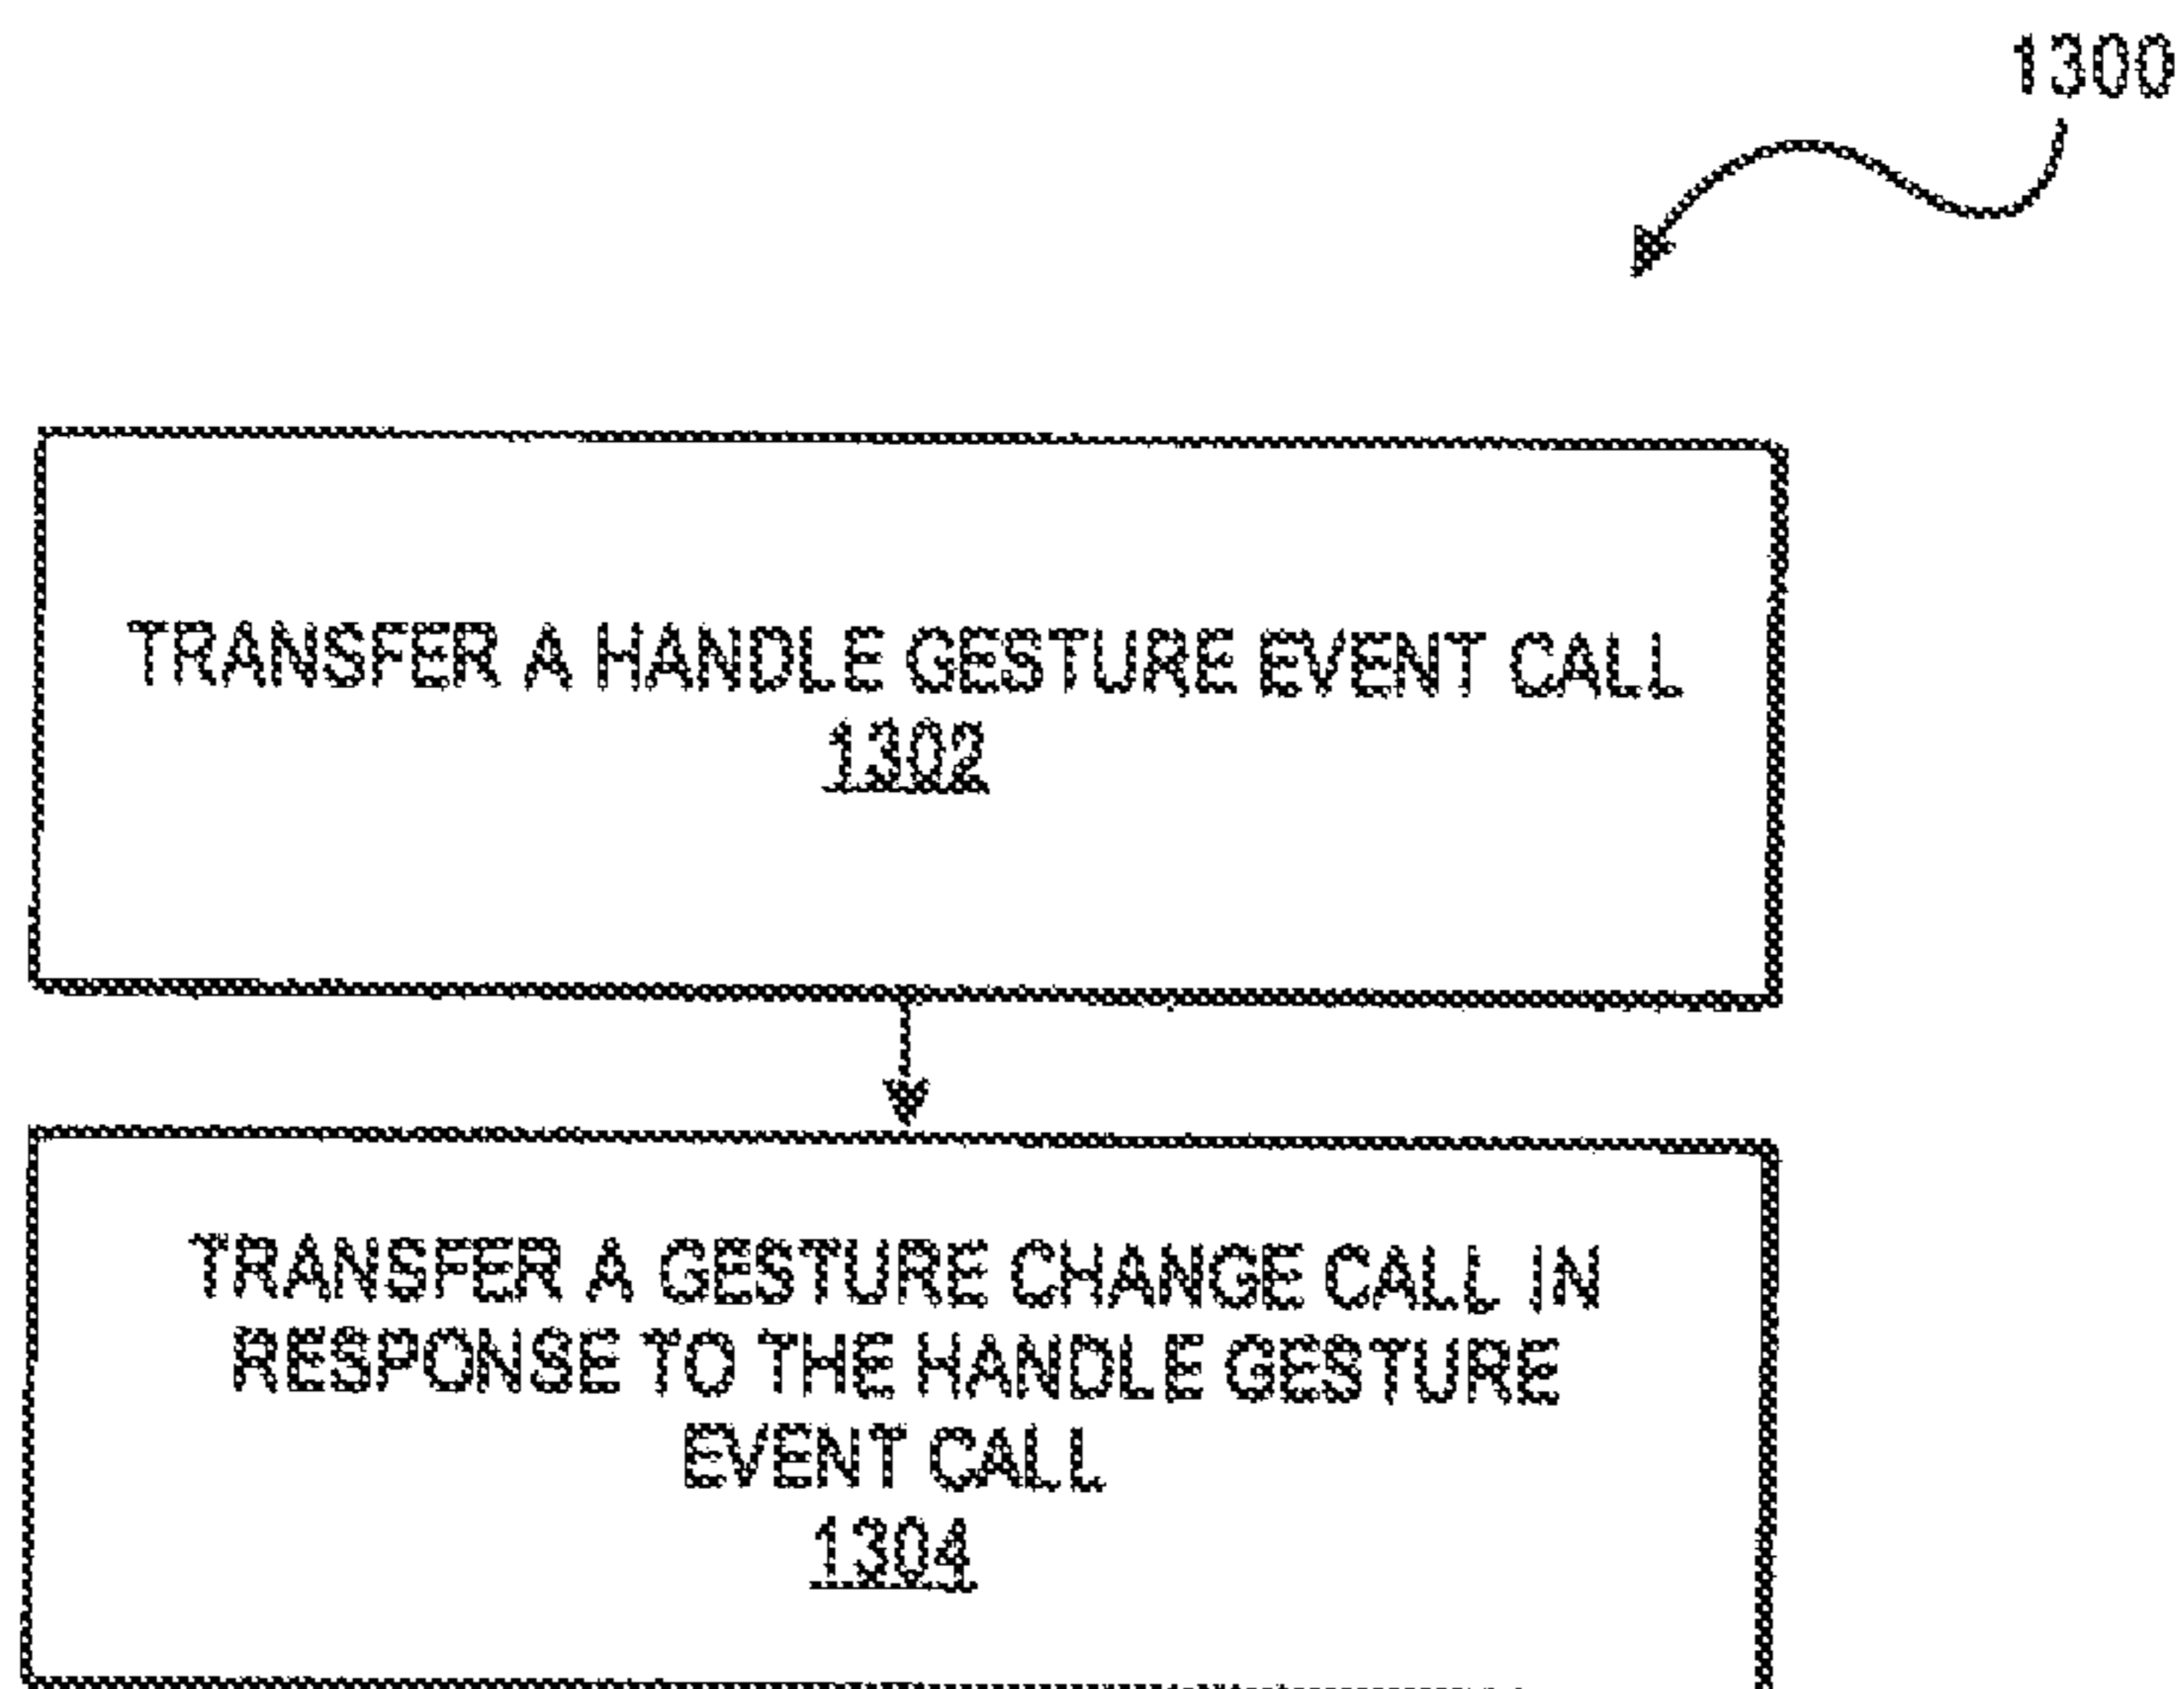 1300
TRANSFER A HANDLE GESTURE EVENT CALL
1302
TRANSFER A GESTURE CHANGE CALL IN
RESPONSE TO THE HANDLE GESTURE
EVENT CALL
1304